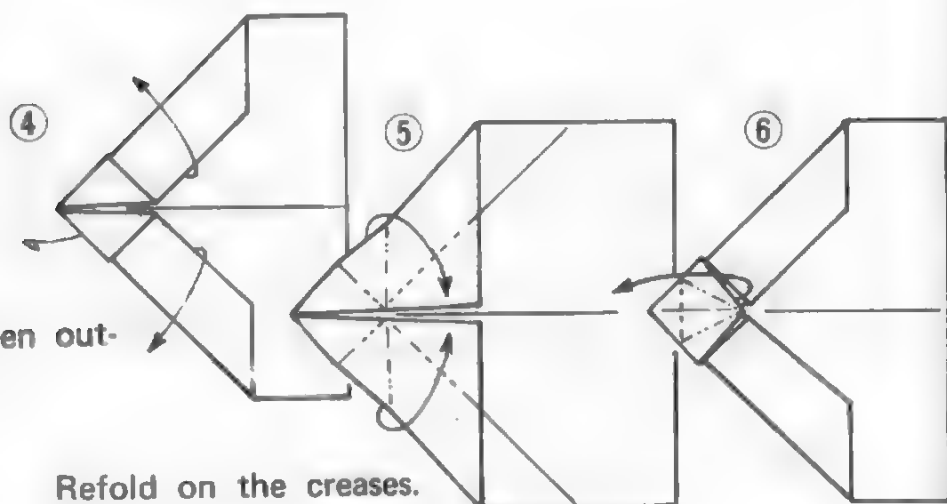 ④
⑤
⑥
en out-
Refold on the creases.